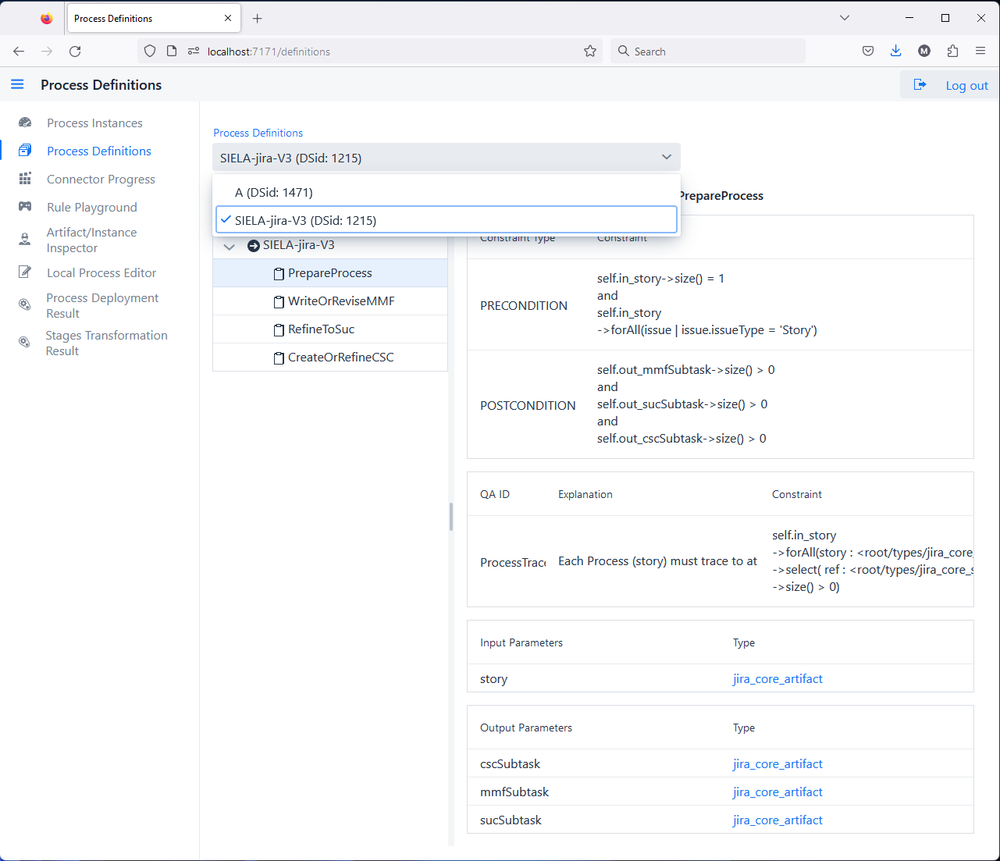 Process Definitions
localhost:7171/definitions
Search
M
Process Definitions
Log out
Process Instances
Process Definitions
Connector Progress
Rule Playground
Artifact/Instance
Inspector
Local Process Editor
Process Deployment
Result
Stages Transformation
Result
Process Definitions
SIELA-jira-V3 (DSid: 1215)
A (DSid: 1471)
SIELA-jira-V3 (DSid: 1215)
SIELA-jira-V3
PrepareProcess
WriteOrReviseMMF
RefineToSuc
CreateOrRefineCSC
PrepareProcess
Constraint Type
Constraint
PRECONDITION
self.in_story->size() = 1
and
self.in_story
->forAll(issue | issue.issueType = 'Story')
POSTCONDITION
self.out_mmfSubtask->size() > 0
and
self.out_sucSubtask->size() > 0
and
self.out_cscSubtask->size() > 0
QA ID
Explanation
Constraint
ProcessTrace
Each Process (story) must trace to at
self.in_story
->forAll(story : <root/types/jira_core_
->select( ref : <root/types/jira_core_s
->size() > 0)
Input Parameters
Type
story
jira_core_artifact
Output Parameters
Type
cscSubtask
jira_core_artifact
mmfSubtask
jira_core_artifact
sucSubtask
jira_core_artifact